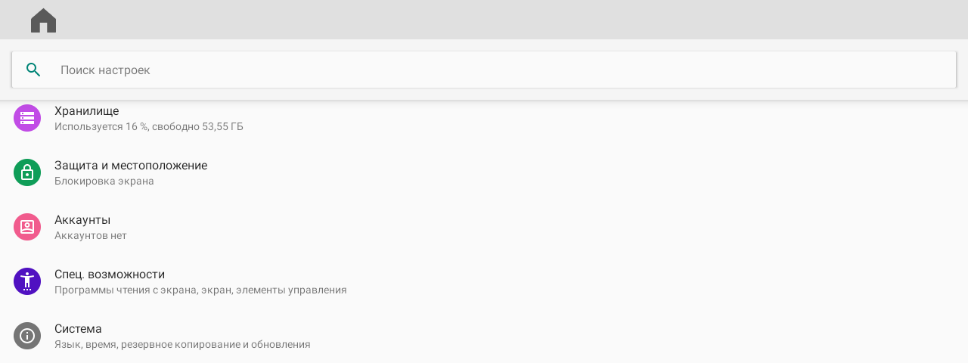 Поиск настроек
Хранилище
Используется 16 %, свободно 53,55 ГБ
Защита и местоположение
Блокировка экрана
Аккаунты
Аккаунтов нет
Спец. возможности
Программы чтения с экрана, экран, элементы управления
Система
Язык, время, резервное копирование и обновления